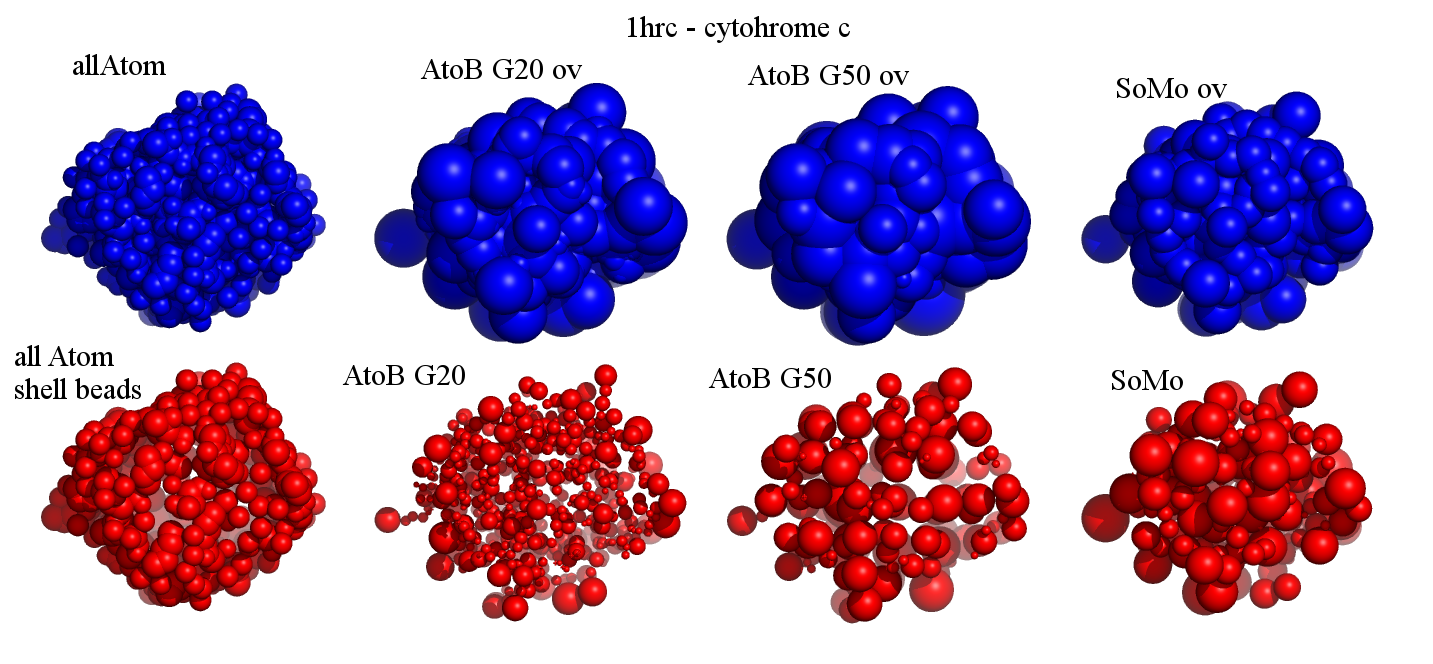 1hrc - cytohrome c
allAtom
AtoB G20 ov
AtoB G50 ov
SoMo ov
all Atom
shell beads
AtoB G20
AtoB G50
SoMo